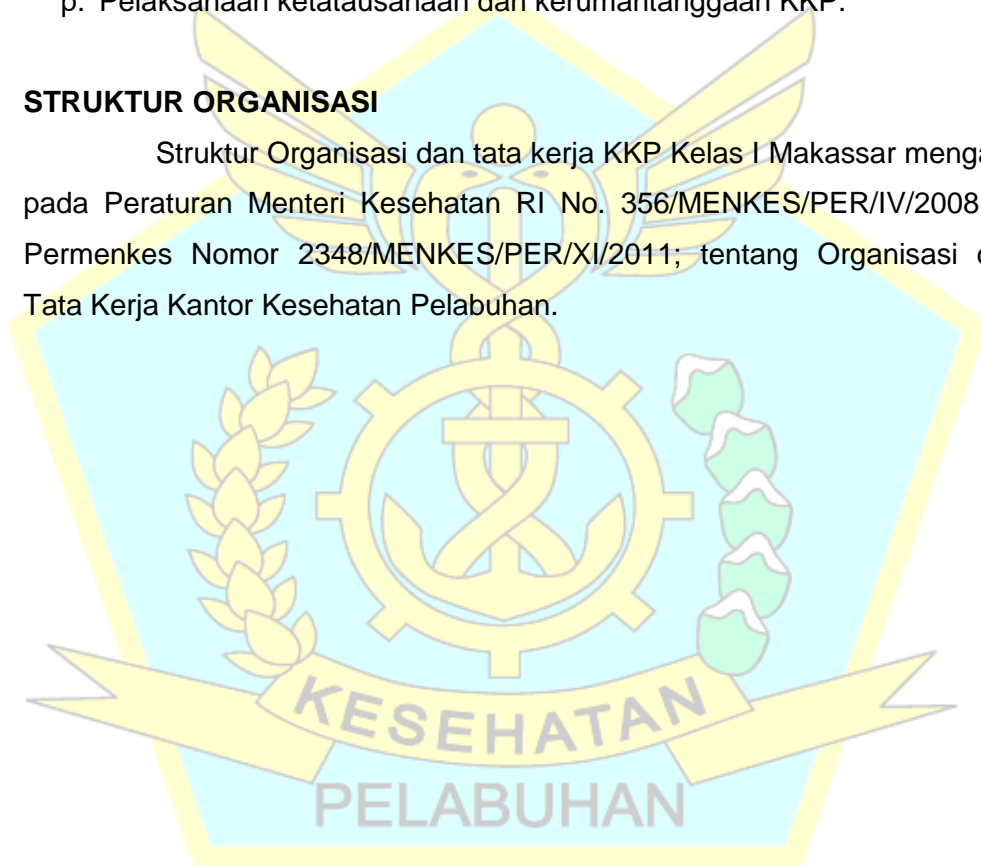 p. Pelaksanaan ketatausahaan dan kerumahtanggaan KKP.
STRUKTUR ORGANISASI
Struktur Organisasi dan tata kerja KKP Kelas I Makassar menga
pada Peraturan Menteri Kesehatan RI No. 356/MENKES/PER/IV/2008
Permenkes Nomor 2348/MENKES/PER/XI/2011; tentang Organisasi
Tata Kerja Kantor Kesehatan Pelabuhan.
KESEHATAN
PELABUHAN